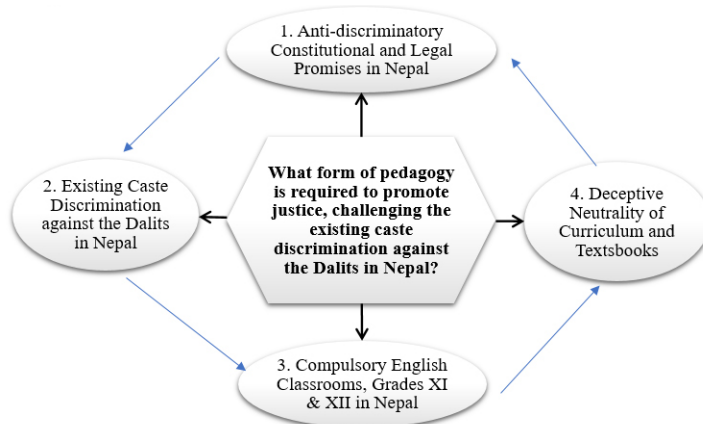 1. Anti-discriminatory
Constitutional and Legal
Promises in Nepal
2. Existing Caste
Discrimination
against the Dalits
in Nepal
What form of pedagogy
is required to promote
justice, challenging the
existing caste
discrimination against
the Dalits in Nepal?
4. Deceptive
Neutrality of
Curriculum and
Textsbooks
3. Compulsory English
Classrooms, Grades XI
& XII in Nepal